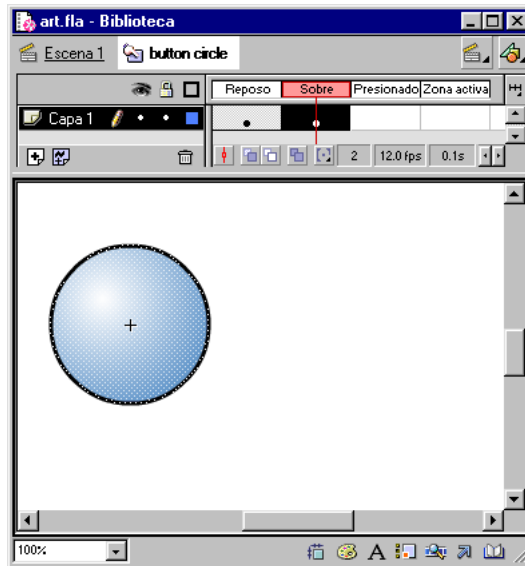 art.fla - Biblioteca
Escena 1 button circle
Reposo Sobre Presionado Zona activa
Capa 1
2 12.0 fps 0.1s
100%